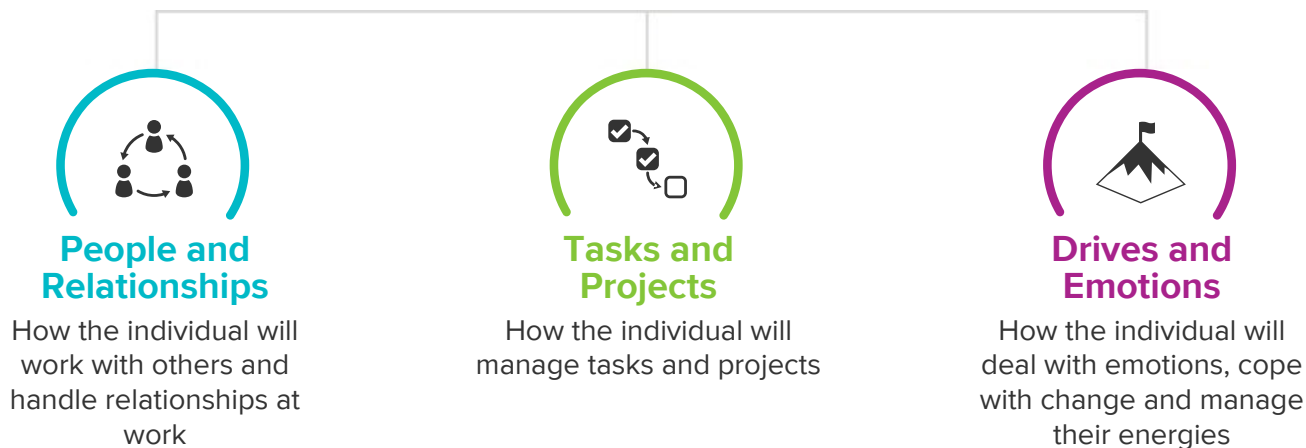 People and
Relationships
How the individual will
work with others and
handle relationships at
work
Tasks and
Projects
How the individual will
manage tasks and projects
Drives and
Emotions
How the individual will
deal with emotions, cope
with change and manage
their energies